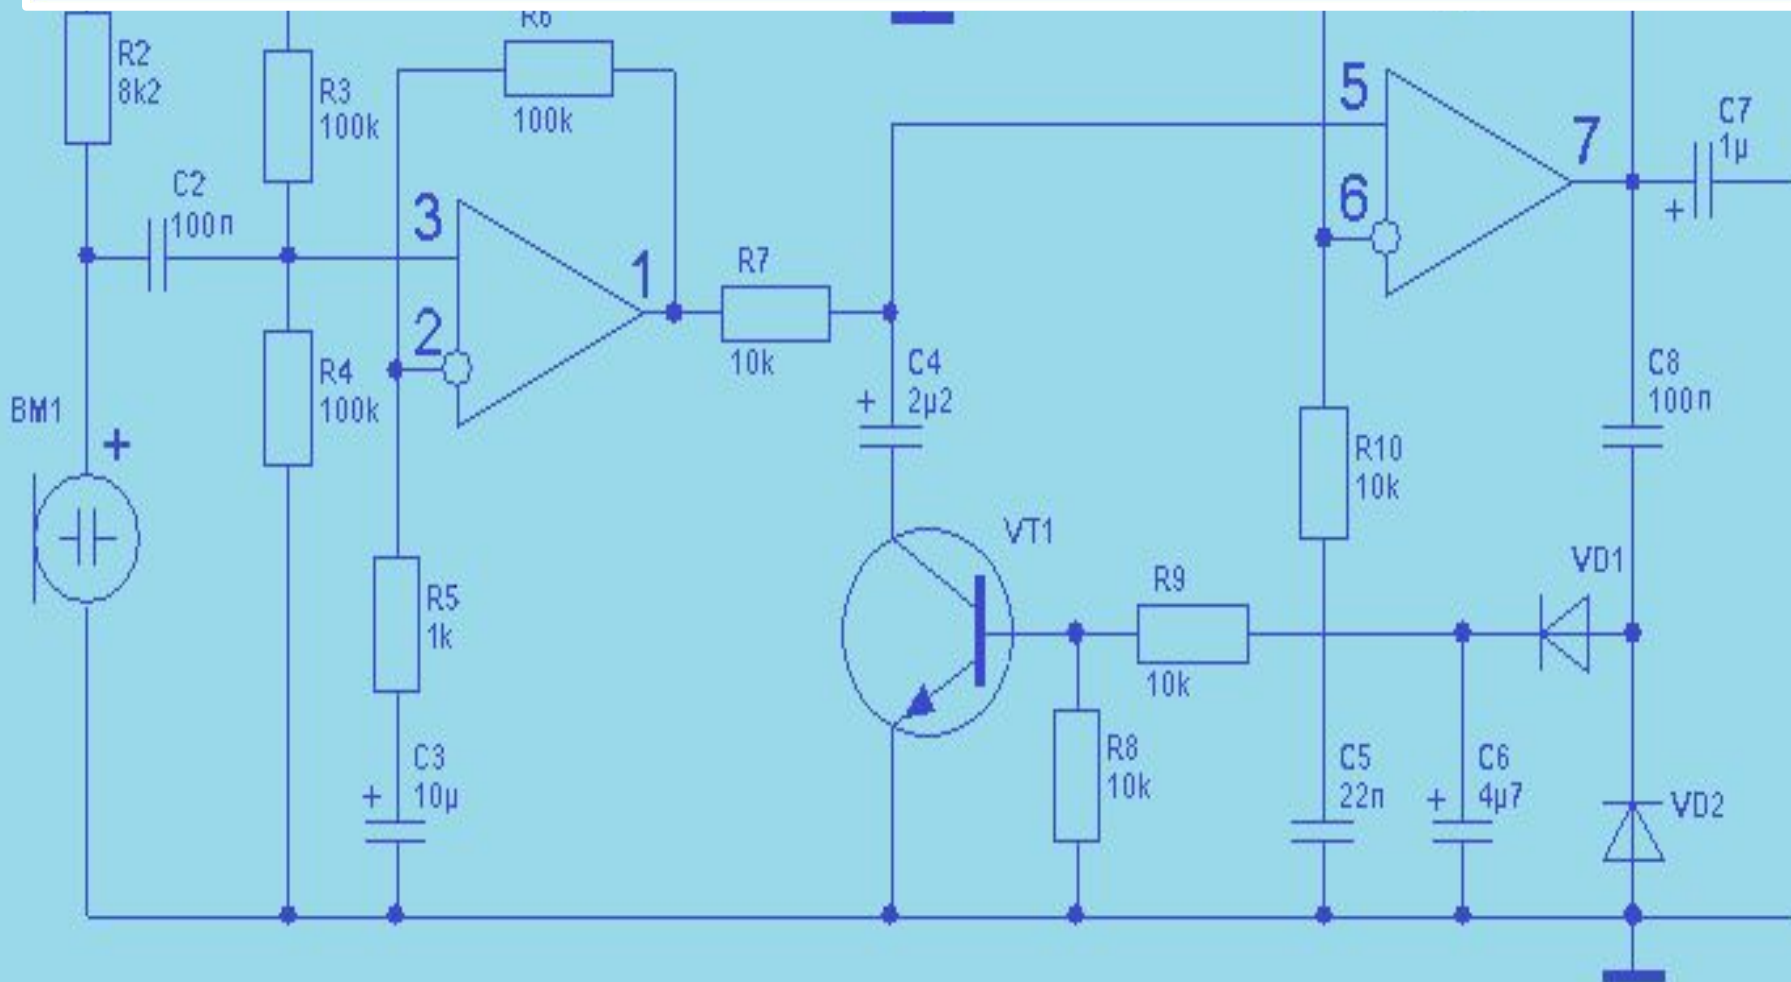 R6
R2
8k2
R3
100k
100k
5
C7
1µ
7
C2
100n
3
6
1
R7
2
10k
R4
100k
C4
+ 2µ2
C8
100n
BM1
+
R10
10k
VT1
VD1
R9
10k
R5
1k
C3
+ 10µ
R8
10k
C5
22n
C6
+ 4µ7
VD2
+